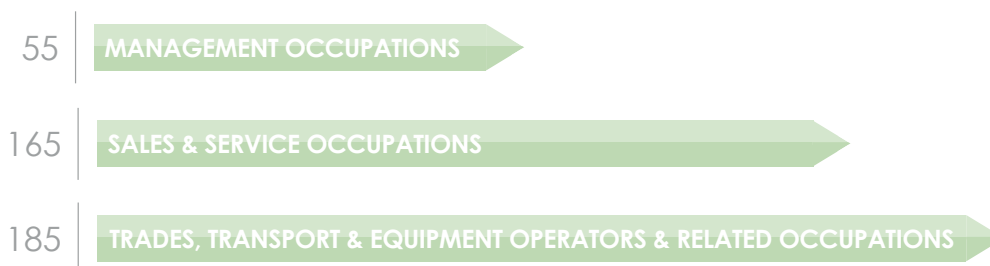 55 MANAGEMENT OCCUPATIONS
165 SALES & SERVICE OCCUPATIONS
185 TRADES, TRANSPORT & EQUIPMENT OPERATORS & RELATED OCCUPATIONS